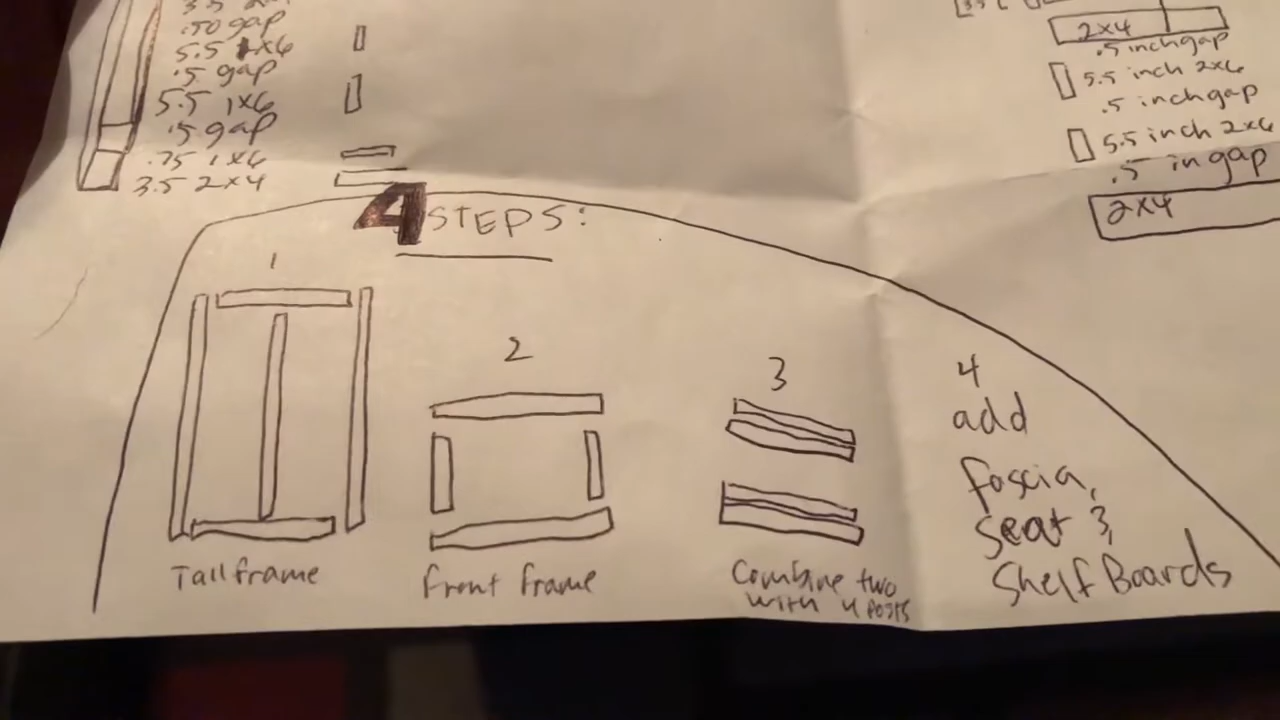 .50 gap
5.5 1x6
.5 gap
5.5 1x6
.5 gap
.75 1x6
3.5 2x4
2x4
.5 inch gap
5.5 inch 2x6
.5 inch gap
5.5 inch 2x6
.5 in gap
2x4
4 STEPS:
1
Tall frame
2
front frame
3
Combine two
with 4 posts
4
add
fascia,
seat &
Shelf Boards